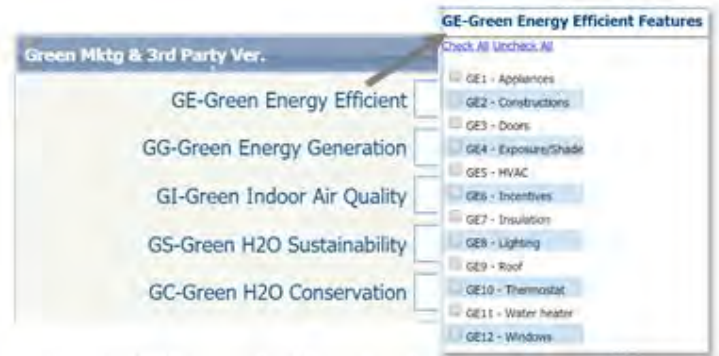 Green Mktg & 3rd Party Ver.
GE-Green Energy Efficient
GG-Green Energy Generation
GI-Green Indoor Air Quality
GS-Green H2O Sustainability
GC-Green H2O Conservation
GE-Green Energy Efficient Features
Check All Uncheck All
GE1 - Appliances
GE2 - Constructions
GE3 - Doors
GE4 - Exposure/Shade
GE5 - HVAC
GE6 - Incentives
GE7 - Insulation
GE8 - Lighting
GE9 - Roof
GE10 - Thermostat
GE11 - Water heater
GE12 - Windows